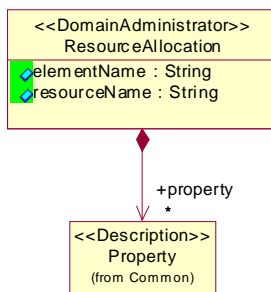 <<DomainAdministrator>>
ResourceAllocation
elementName : String
resourceName : String
+property
*
<<Description>>
Property
(from Common)